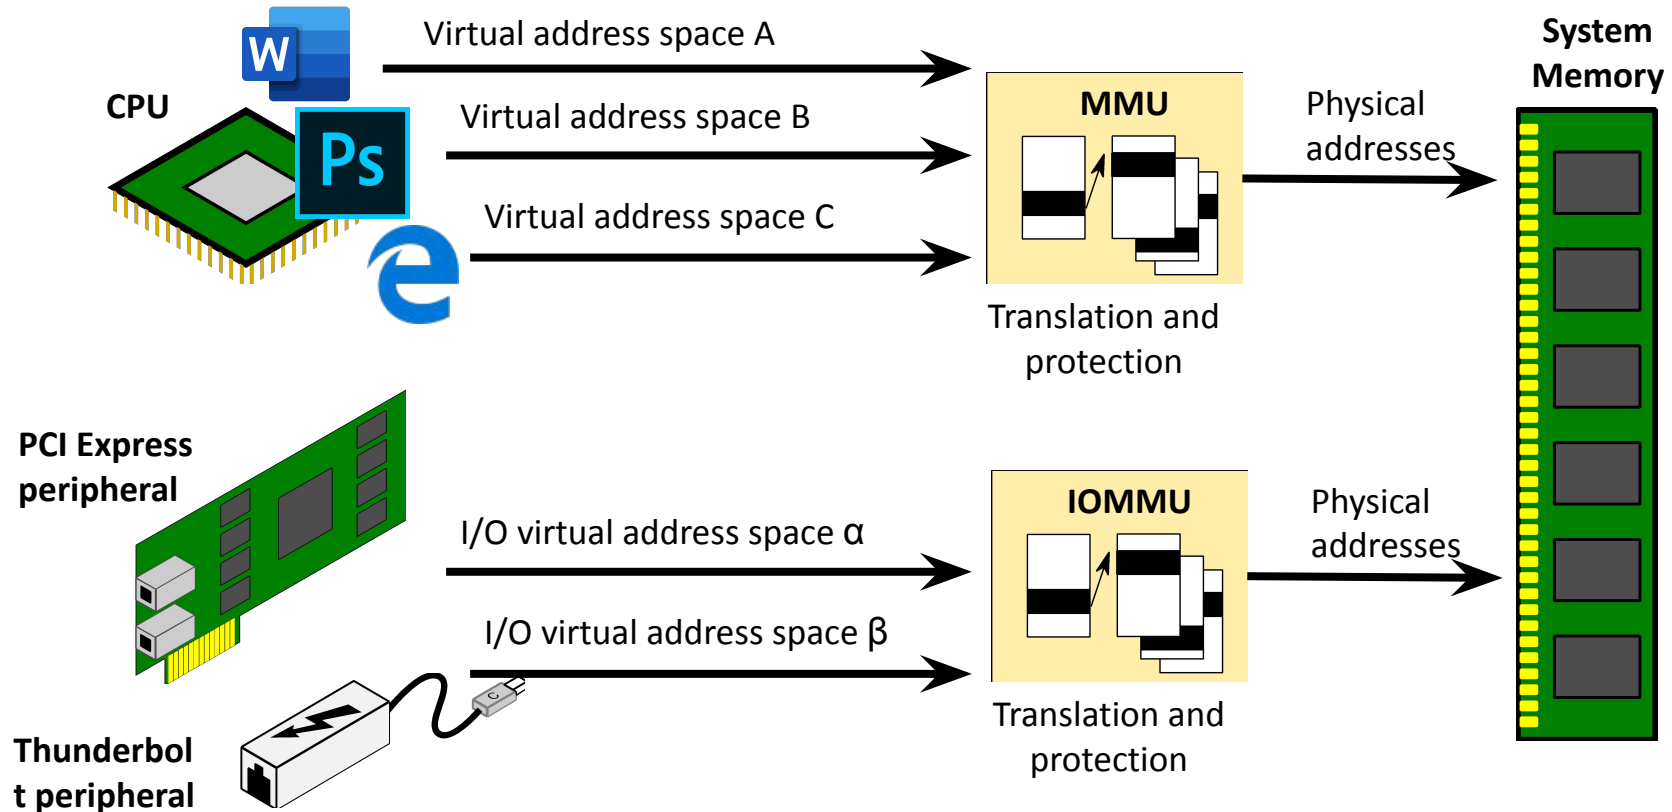 System
Memory
Virtual address space A
W
CPU
Virtual address space B
Ps
Virtual address space C
MMU
Physical
addresses
Translation and
protection
PCI Express
peripheral
I/O virtual address space α
IOMMU
Physical
addresses
I/O virtual address space β
C
Translation and
protection
Thunderbol
t peripheral